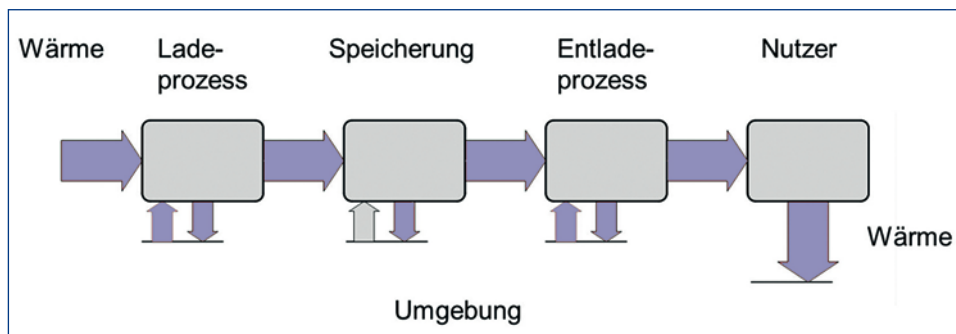 Wärme
Lade-
prozess
Speicherung
Entlade-
prozess
Nutzer
Wärme
Umgebung